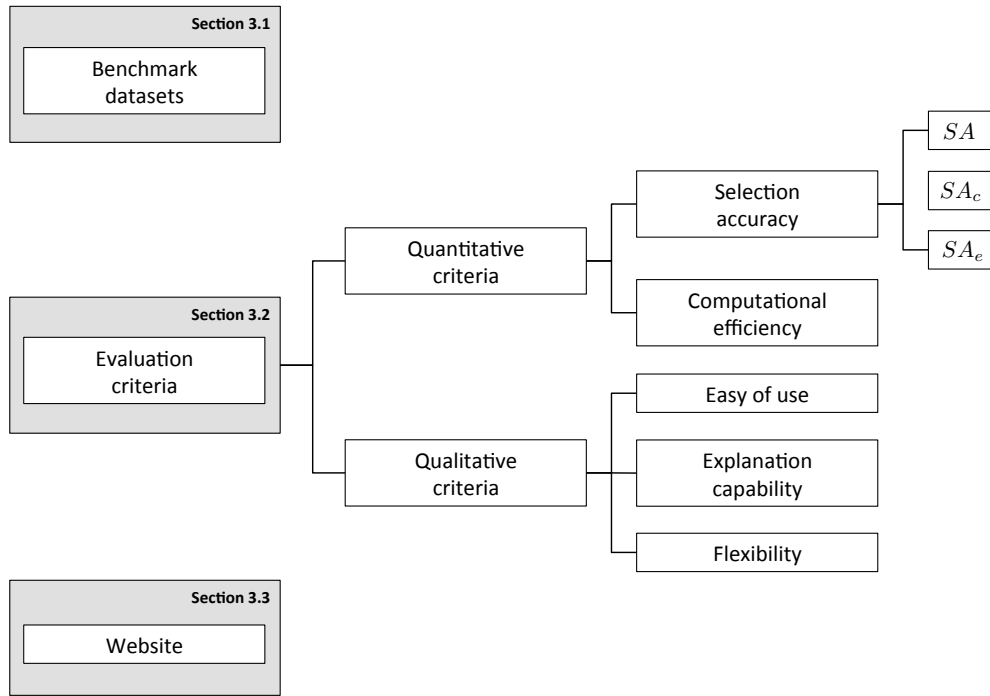 Section 3.1
Benchmark
datasets
Section 3.2
Evaluation
criteria
Quantitative
criteria
Selection
accuracy
SA
SA_c
SA_e
Computational
efficiency
Qualitative
criteria
Easy of use
Explanation
capability
Flexibility
Section 3.3
Website